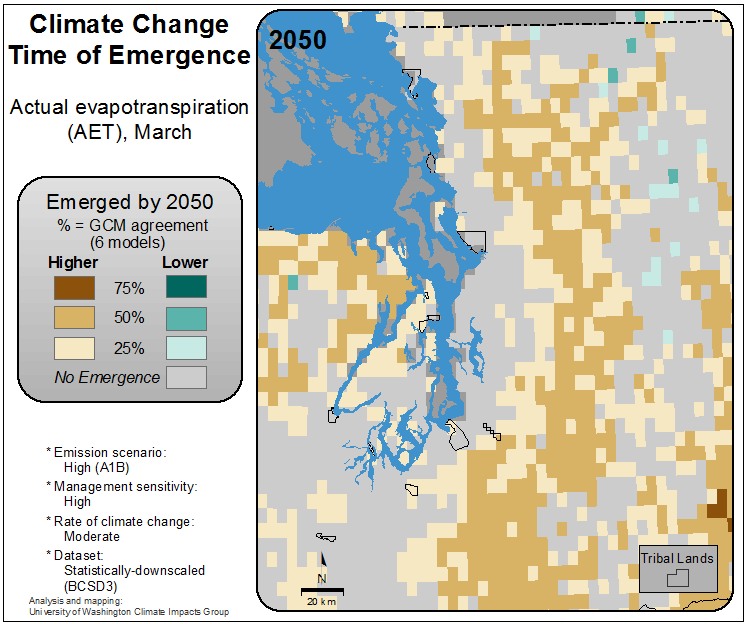 Climate Change
Time of Emergence
Actual evapotranspiration
(AET), March
Emerged by 2050
% = GCM agreement
(6 models)
Higher Lower
75%
50%
25%
No Emergence
* Emission scenario:
High (A1B)
* Management sensitivity:
High
* Rate of climate change:
Moderate
* Dataset:
Statistically-downscaled
(BCSD3)
Analysis and mapping:
University of Washington Climate Impacts Group
2050
N
20 km
Tribal Lands